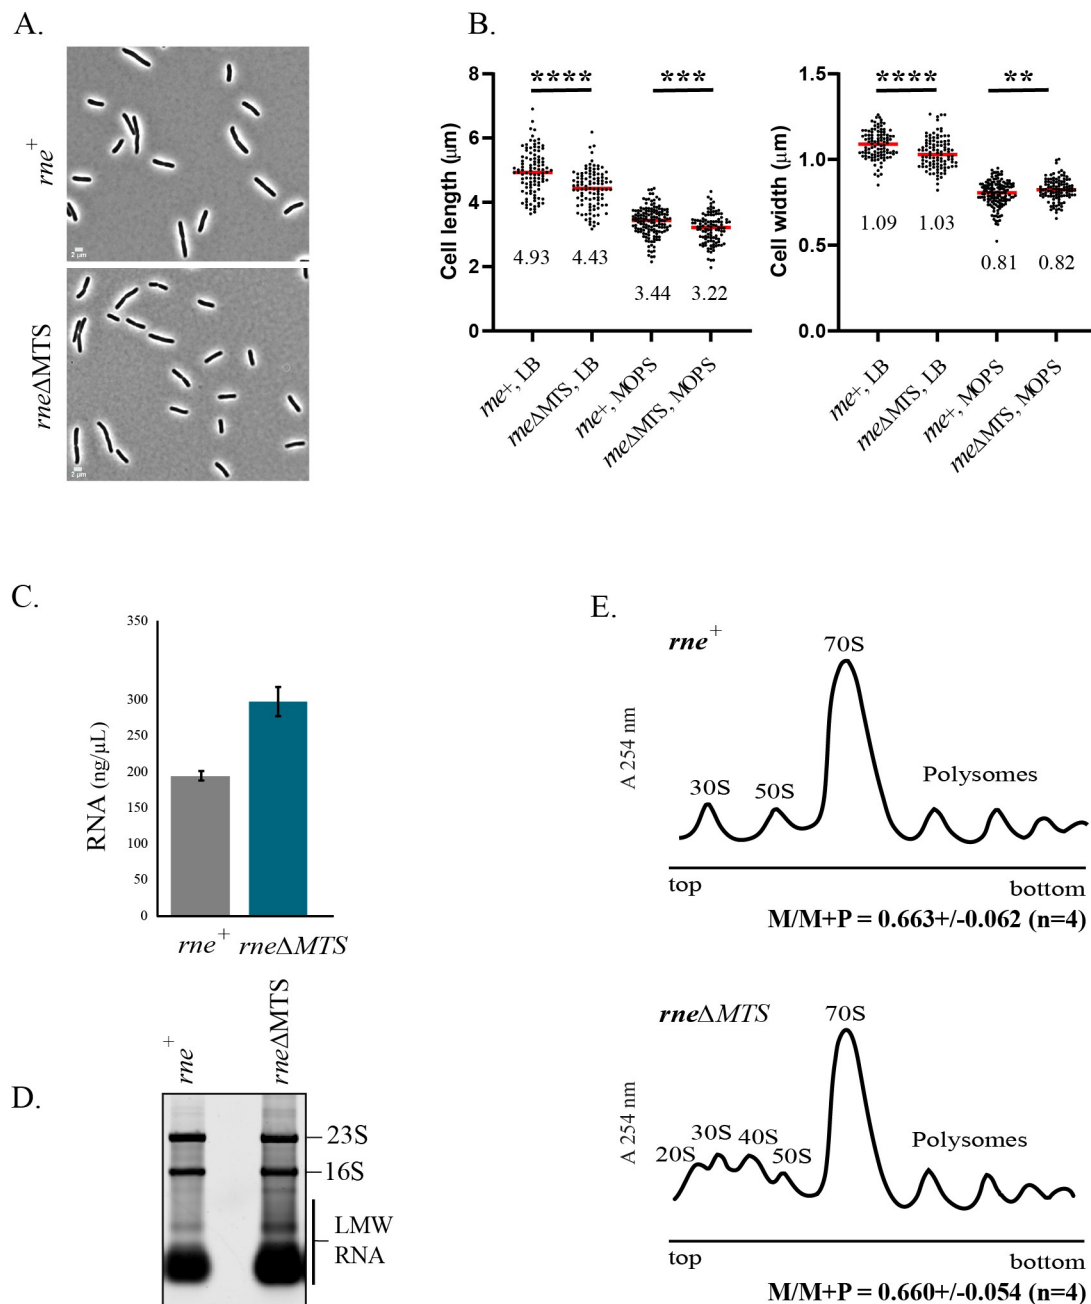 A.
rne+
2 μm
rneΔMTS
2 μm
B.
Cell length (μm)
8
6
4
2
0
****
***
4.93
4.43
3.44
3.22
rne+, LB
rneΔMTS, LB
rne+, MOPS
rneΔMTS, MOPS
Cell width (μm)
1.5
1.0
0.5
0.0
****
**
1.09
1.03
0.81
0.82
rne+, LB
rneΔMTS, LB
rne+, MOPS
rneΔMTS, MOPS
C.
RNA (ng/μL)
350
300
250
200
150
100
50
0
rne+
rneΔMTS
D.
rne+
rneΔMTS
23S
16S
LMW
RNA
E.
rne+
A 254 nm
30S
50S
70S
Polysomes
top
bottom
M/M+P = 0.663+/-0.062 (n=4)
rneΔMTS
A 254 nm
20S
30S
40S
50S
70S
Polysomes
top
bottom
M/M+P = 0.660+/-0.054 (n=4)